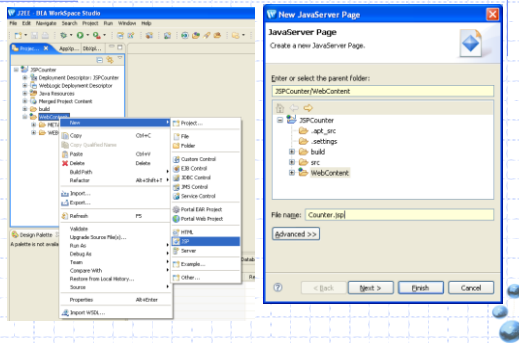 J2EE - BEA WorkSpace Studio
File Edit Navigate Search Project Run Window Help
JSPCounter
Deployment Descriptor: JSPCounter
WebLogic Deployment Descriptor
Java Resources
Merged Project Content
build
WebContent
New
Copy Ctrl+C
Copy Qualified Name
Paste Ctrl+V
Delete Delete
Build Path
Refactor Alt+Shift+T
Import...
Export...
Refresh F5
Validate
Upgrade Source File(s)...
Run As
Debug As
Team
Compare With
Restore from Local History...
Source
Properties Alt+Enter
Import WSDL...
Project...
File
Folder
Custom Control
EJB Control
JDBC Control
JMS Control
Service Control
Portal EAR Project
Portal Web Project
HTML
JSP
Server
Example...
Other...
Design Palette
A palette is not availa
New JavaServer Page
JavaServer Page
Create a new JavaServer Page.
Enter or select the parent folder:
JSPCounter/WebContent
JSPCounter
.apt_src
.settings
build
src
WebContent
File name: Counter.jsp
Advanced >>
< Back Next > Finish Cancel